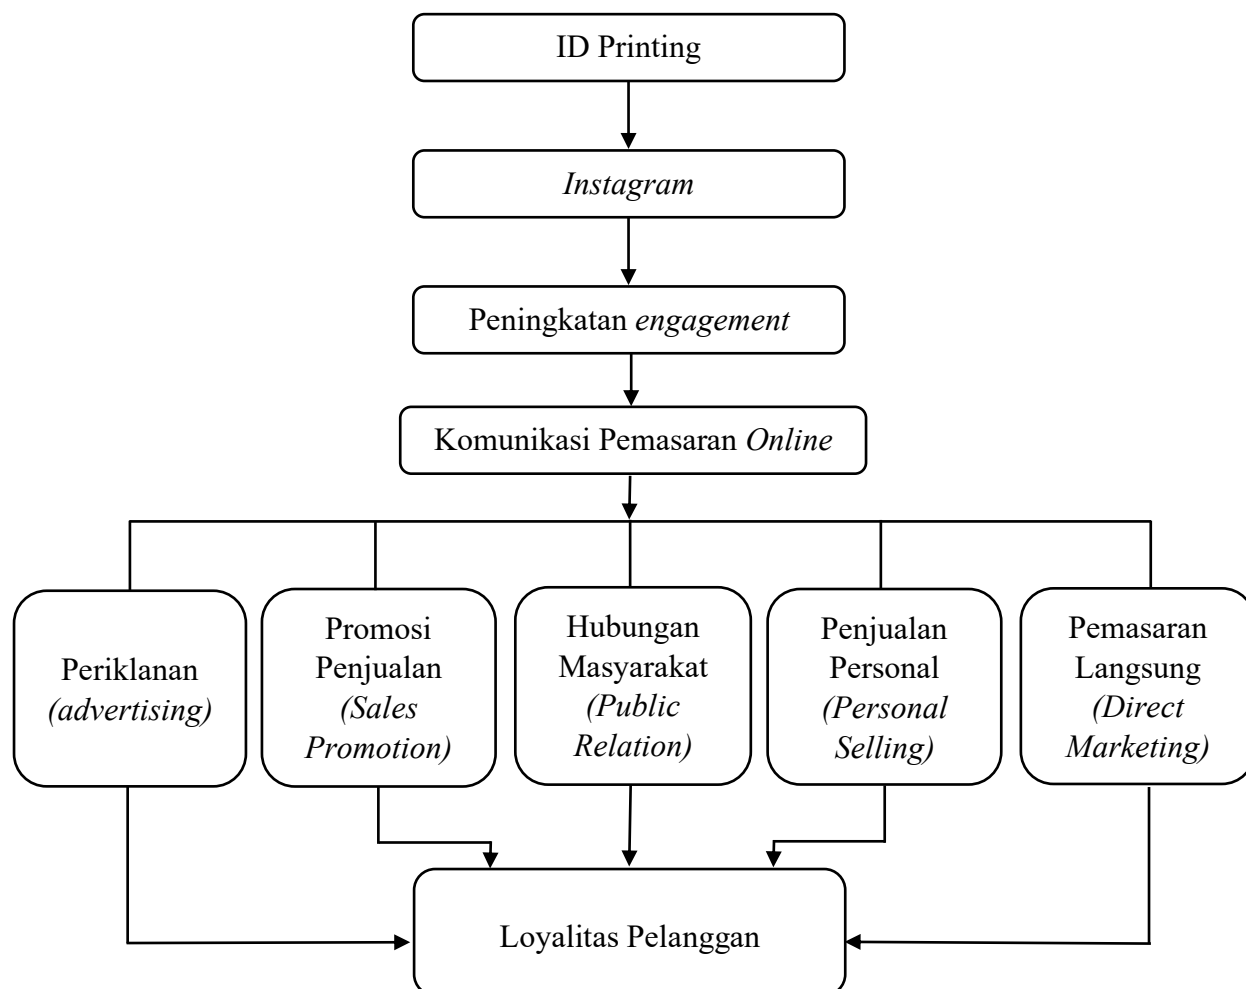 ID Printing
Instagram
Peningkatan engagement
Komunikasi Pemasaran Online
Periklanan
(advertising)
Promosi
Penjualan
(Sales
Promotion)
Hubungan
Masyarakat
(Public
Relation)
Penjualan
Personal
(Personal
Selling)
Pemasaran
Langsung
(Direct
Marketing)
Loyalitas Pelanggan